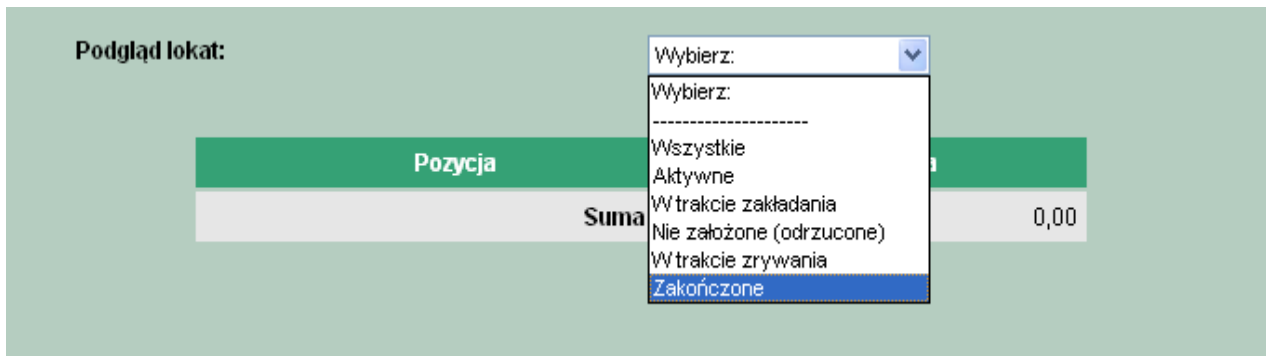 Podgląd lokat:
Wybierz:
Wybierz:
---------------------
Wszystkie
Aktywne
W trakcie zakładania
Nie założone (odrzucone)
W trakcie zrywania
Zakończone
Pozycja
Suma
0,00